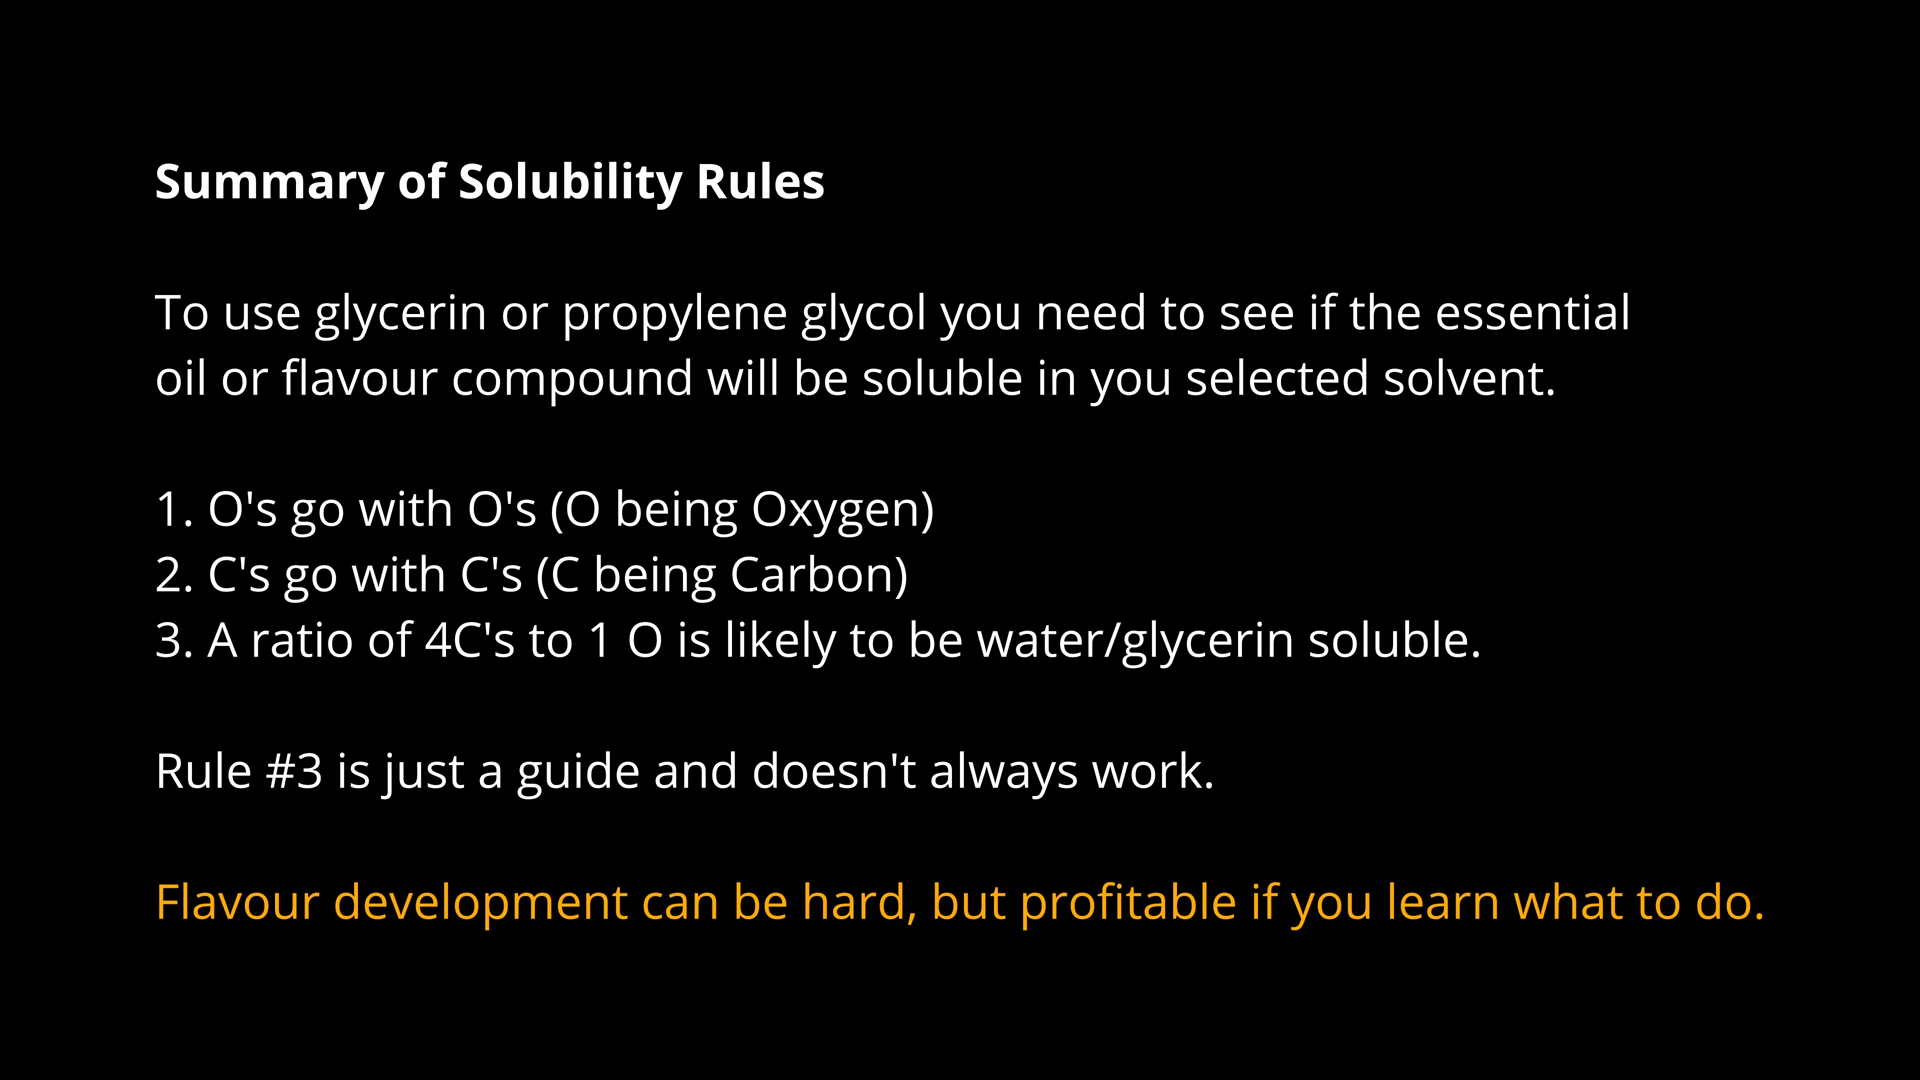 Summary of Solubility Rules
To use glycerin or propylene glycol you need to see if the essential
oil or flavour compound will be soluble in you selected solvent.
1. O's go with O's (O being Oxygen)
2. C's go with C's (C being Carbon)
3. A ratio of 4C's to 1 O is likely to be water/glycerin soluble.
Rule #3 is just a guide and doesn't always work.
Flavour development can be hard, but profitable if you learn what to do.